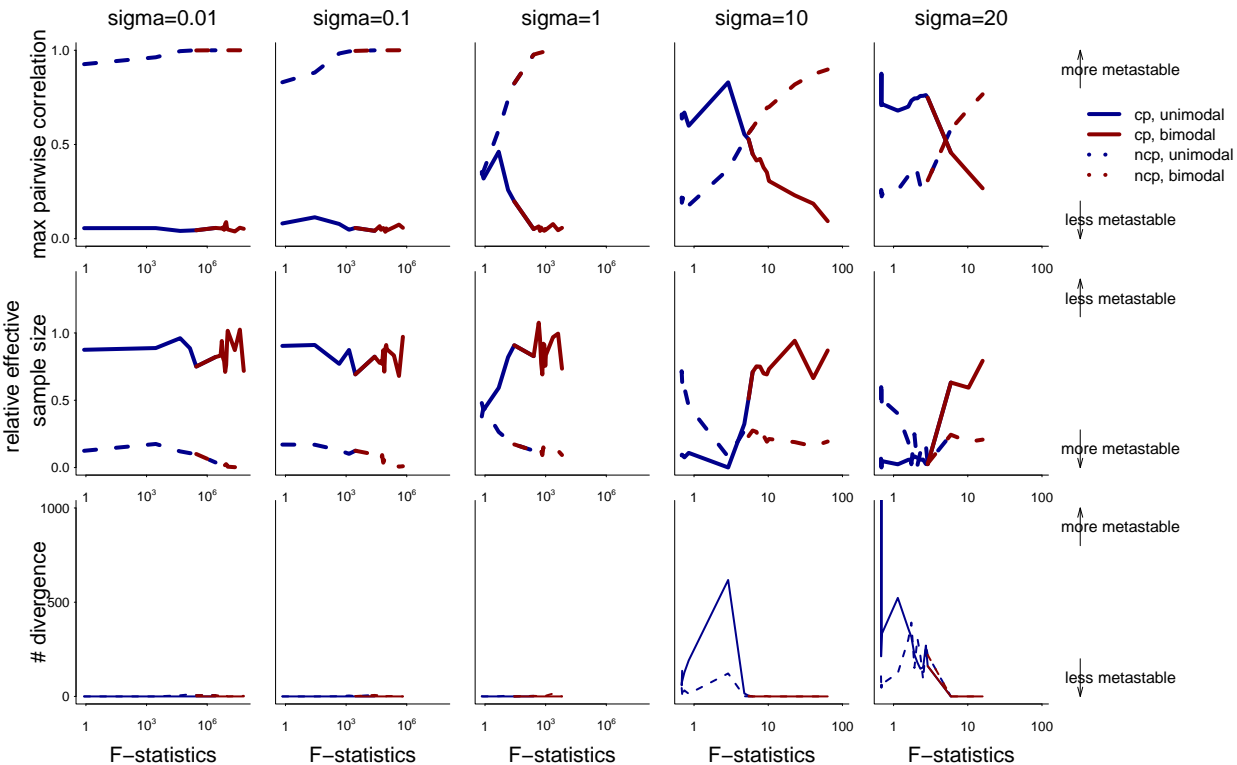 sigma=0.01 sigma=0.1 sigma=1 sigma=10 sigma=20
max pairwise correlation
1.0
0.5
0.0
more metastable
cp, unimodal
cp, bimodal
ncp, unimodal
ncp, bimodal
less metastable
1 10³ 10⁶ 1 10³ 10⁶ 1 10³ 10⁶ 1 10 100 1 10 100
relative effective
sample size
1.0
0.5
0.0
less metastable
more metastable
1 10³ 10⁶ 1 10³ 10⁶ 1 10³ 10⁶ 1 10 100 1 10 100
# divergence
1000
500
0
more metastable
less metastable
1 10³ 10⁶ 1 10³ 10⁶ 1 10³ 10⁶ 1 10 100 1 10 100
F−statistics F−statistics F−statistics F−statistics F−statistics